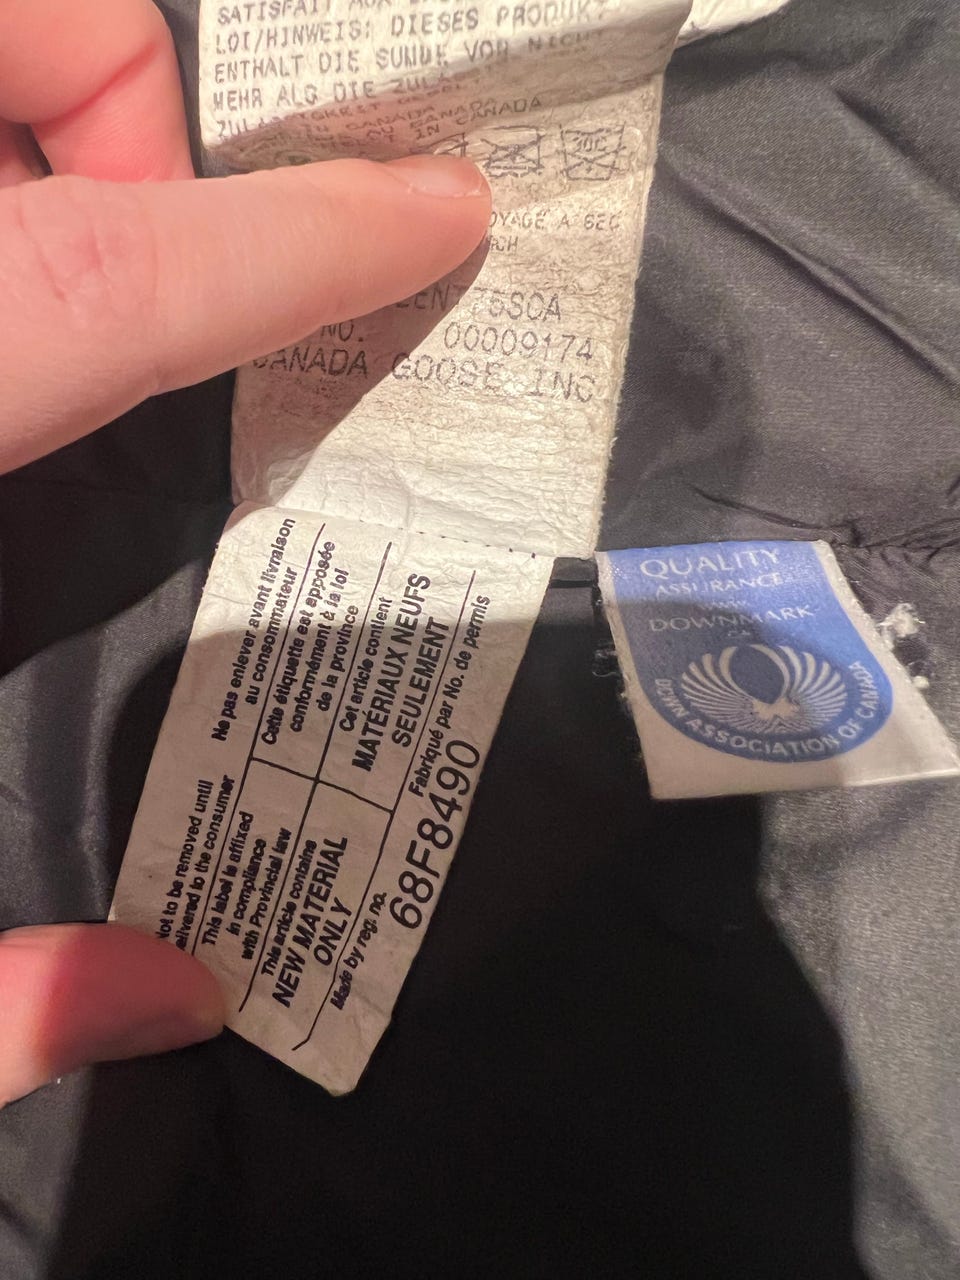 SATISFAIT AUX
LOI/HINWEIS: DIESES PRODUKT
ENTHALT DIE SUMDE VON NICHT
MEHR ALS DIE
CANADA
IN CANADA
30C
A SEC
NO. 00009174
CANADA GOOSE INC
Ne pas enlever avant livraison
au consommateur
Cette étiquette est apposée
conformément à la loi
de la province
Cet article contient
MATÉRIAUX NEUFS
SEULEMENT
Fabriqué par No. de permis
Not to be removed until
delivered to the consumer
This label is affixed
in compliance
with Provincial law
This article contains
NEW MATERIAL
ONLY
Made by reg. no.
68F8490
QUALITY
ASSURANCE
DOWNMARK
DOWN ASSOCIATION OF CANADA